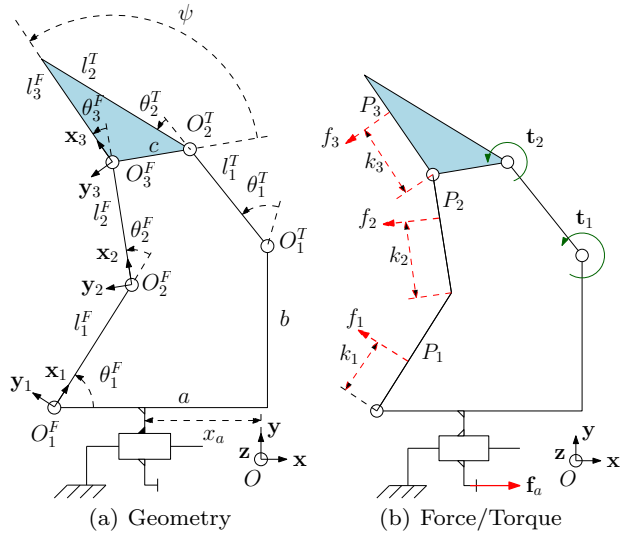 ψ
l_2^T
l_3^F
θ_3^F
θ_2^T
O_2^T
x_3
c
P_3
f_3
t_2
y_3
O_3^F
l_1^T
k_3
l_2^F
θ_1^T
P_2
θ_2^F
O_1^T
f_2
t_1
x_2
k_2
y_2
O_2^F
l_1^F
b
f_1
k_1
P_1
y_1
x_1
θ_1^F
a
O_1^F
x_a
y
z
x
O
y
z
x
O
f_a
(a) Geometry
(b) Force/Torque